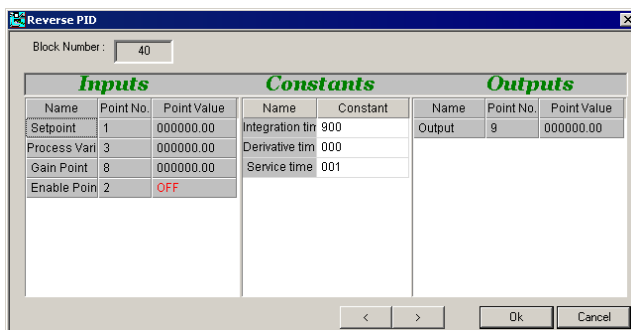 Reverse PID
Block Number: 40
Inputs Constants Outputs
Name Point No. Point Value Name Constant Name Point No. Point Value
Setpoint 1 000000.00 Integration tim 900 Output 9 000000.00
Process Vari 3 000000.00 Derivative tim 000
Gain Point 8 000000.00 Service time 001
Enable Poin 2 OFF
< > Ok Cancel